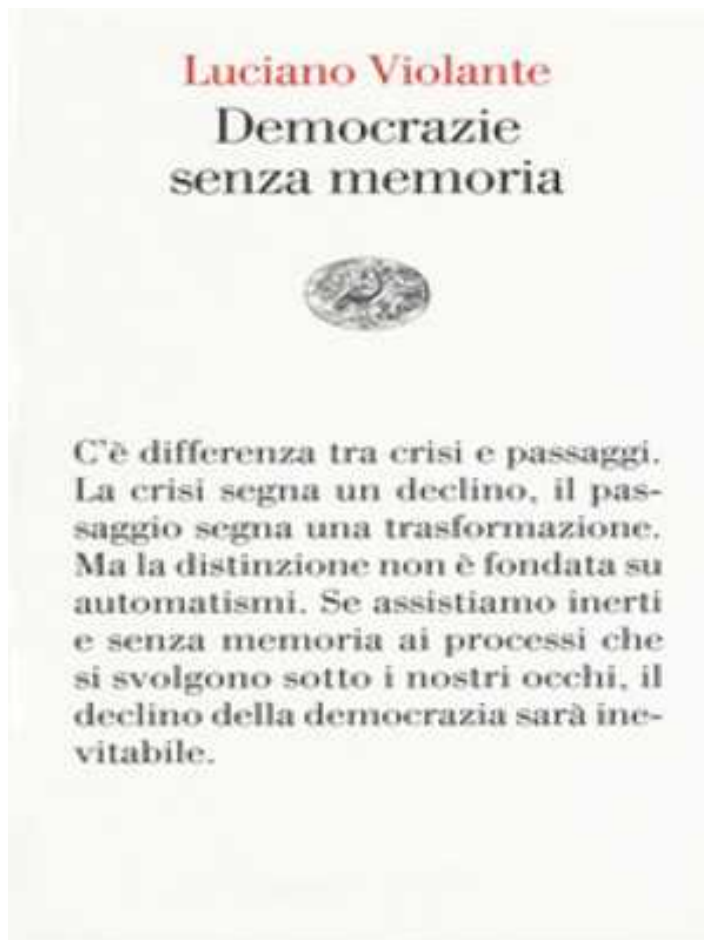 Luciano Violante
Democrazie
senza memoria
C'è differenza tra crisi e passaggi.
La crisi segna un declino, il pas-
saggio segna una trasformazione.
Ma la distinzione non è fondata su
automatismi. Se assistiamo inerti
e senza memoria ai processi che
si svolgono sotto i nostri occhi, il
declino della democrazia sarà ine-
vitabile.